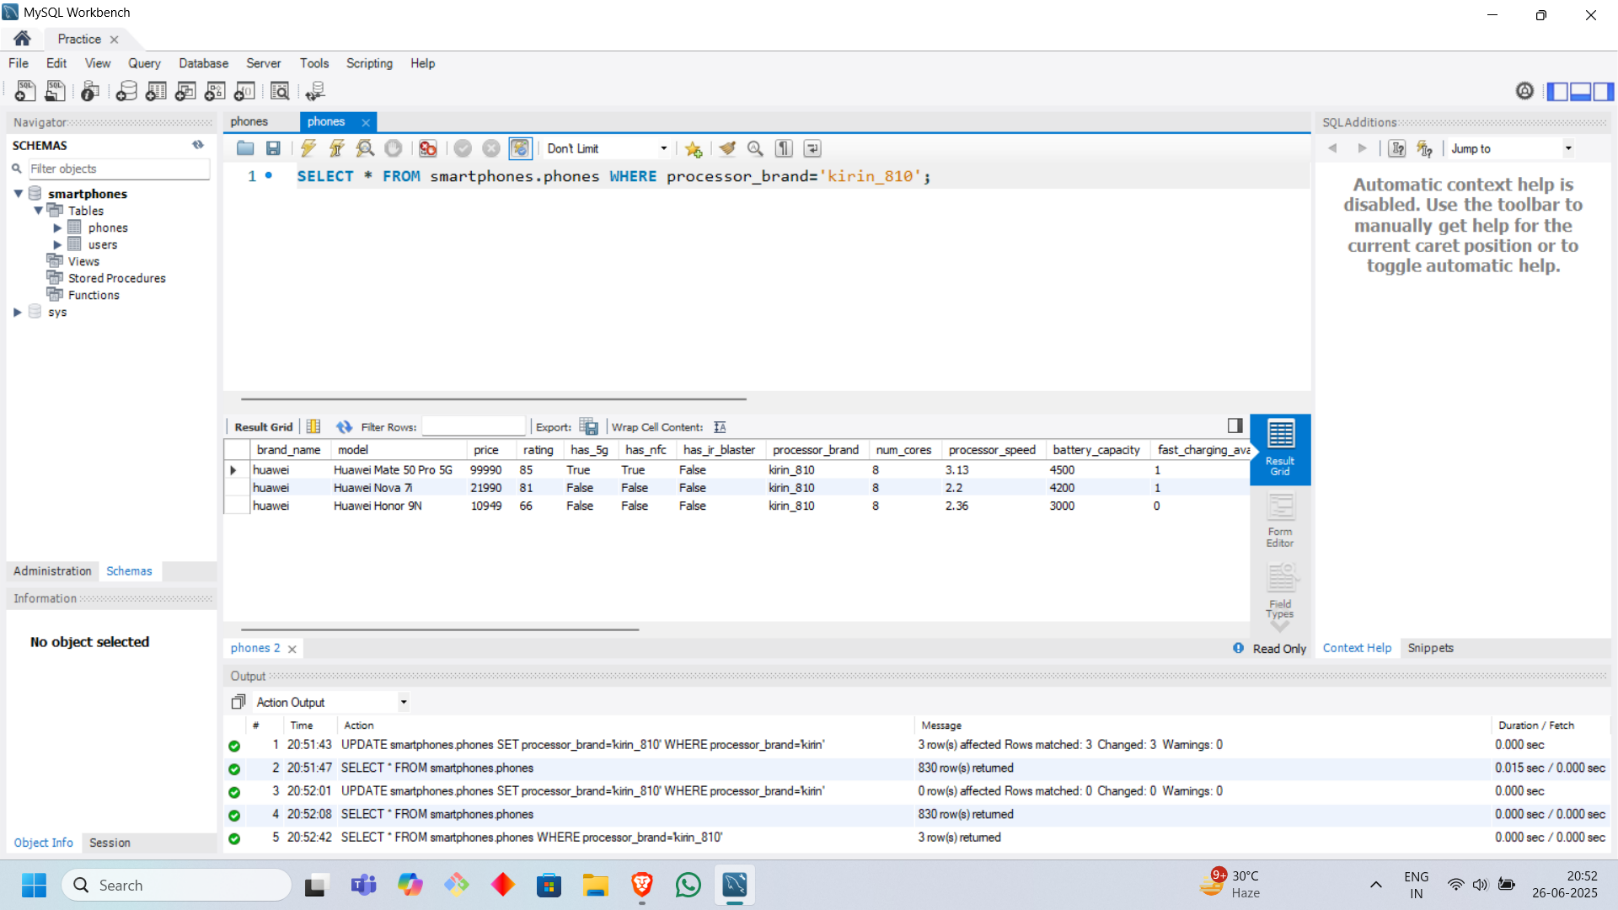 MySQL Workbench
Practice
File Edit View Query Database Server Tools Scripting Help
Navigator
SCHEMAS
Filter objects
smartphones
Tables
phones
users
Views
Stored Procedures
Functions
sys
Administration Schemas
Information
No object selected
Object Info Session
phones phones
Don't Limit
1 SELECT * FROM smartphones.phones WHERE processor_brand='kirin_810';
Result Grid Filter Rows: Export: Wrap Cell Content:
brand_name model price rating has_5g has_nfc has_ir_blaster processor_brand num_cores processor_speed battery_capacity fast_charging_ava
huawei Huawei Mate 50 Pro 5G 99990 85 True True False kirin_810 8 3.13 4500 1
huawei Huawei Nova 7i 21990 81 False False False kirin_810 8 2.2 4200 1
huawei Huawei Honor 9N 10949 66 False False False kirin_810 8 2.36 3000 0
Result
Grid
Form
Editor
Field
Types
phones 2 Read Only
SQLAdditions
Jump to
Automatic context help is
disabled. Use the toolbar to
manually get help for the
current caret position or to
toggle automatic help.
Context Help Snippets
Output
Action Output
# Time Action Message Duration / Fetch
1 20:51:43 UPDATE smartphones.phones SET processor_brand='kirin_810' WHERE processor_brand='kirin' 3 row(s) affected Rows matched: 3 Changed: 3 Warnings: 0 0.000 sec
2 20:51:47 SELECT * FROM smartphones.phones 830 row(s) returned 0.015 sec / 0.000 sec
3 20:52:01 UPDATE smartphones.phones SET processor_brand='kirin_810' WHERE processor_brand='kirin' 0 row(s) affected Rows matched: 0 Changed: 0 Warnings: 0 0.000 sec
4 20:52:08 SELECT * FROM smartphones.phones 830 row(s) returned 0.000 sec / 0.000 sec
5 20:52:42 SELECT * FROM smartphones.phones WHERE processor_brand='kirin_810' 3 row(s) returned 0.000 sec / 0.000 sec
Search
9+ 30°C
Haze
ENG
IN
20:52
26-06-2025